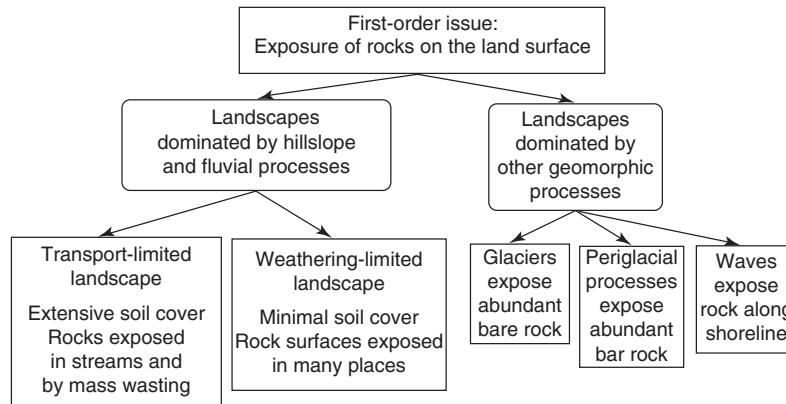 First-order issue:
Exposure of rocks on the land surface
Landscapes
dominated by hillslope
and fluvial processes
Landscapes
dominated by
other geomorphic
processes
Transport-limited
landscape
Extensive soil cover
Rocks exposed
in streams and
by mass wasting
Weathering-limited
landscape
Minimal soil cover
Rock surfaces exposed
in many places
Glaciers
expose
abundant
bare rock
Periglacial
processes
expose
abundant
bar rock
Waves
expose
rock along
shoreline